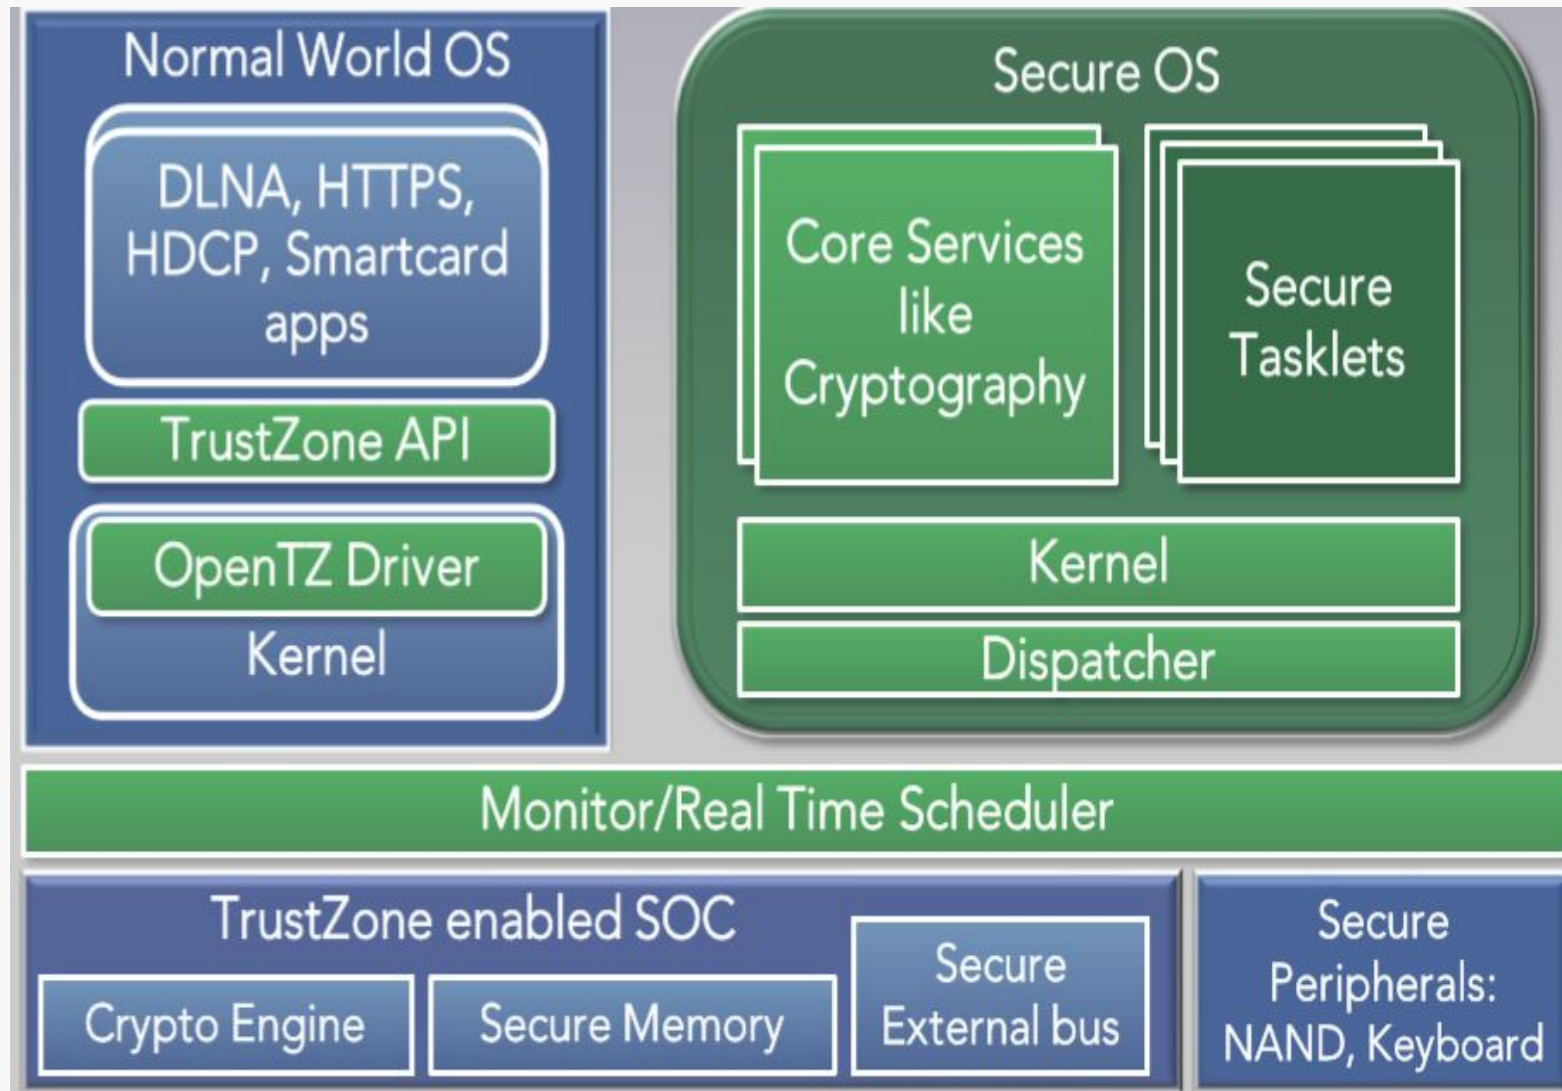 Normal World OS
DLNA, HTTPS,
HDCP, Smartcard
apps
TrustZone API
OpenTZ Driver
Kernel
Secure OS
Core Services
like
Cryptography
Secure
Tasklets
Kernel
Dispatcher
Monitor/Real Time Scheduler
TrustZone enabled SOC
Crypto Engine
Secure Memory
Secure
External bus
Secure
Peripherals:
NAND, Keyboard